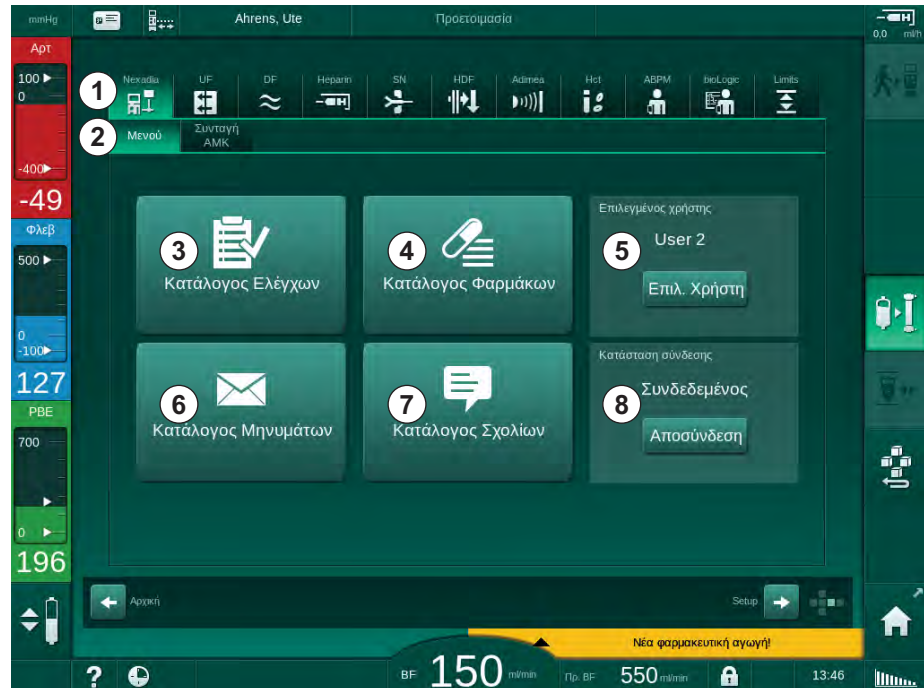 mmHg
Ahrens, Ute
Προετοιμασία
0,0 ml/h
Αρτ
100
0
-400
-49
Φλεβ
500
0
-100
127
PBE
700
0
196
1
Nexadia
UF
DF
Heparin
SN
HDF
Adimea
Hct
ABPM
bioLogic
Limits
2
Μενού
Συνταγή
ΑΜΚ
3
Κατάλογος Ελέγχων
4
Κατάλογος Φαρμάκων
Επιλεγμένος χρήστης
5
User 2
Επιλ. Χρήστη
6
Κατάλογος Μηνυμάτων
7
Κατάλογος Σχολίων
Κατάσταση σύνδεσης
8
Συνδεδεμένος
Αποσύνδεση
Αρχική
Setup
Νέα φαρμακευτική αγωγή!
?
BF 150 ml/min
Πρ. BF 550 ml/min
13:46